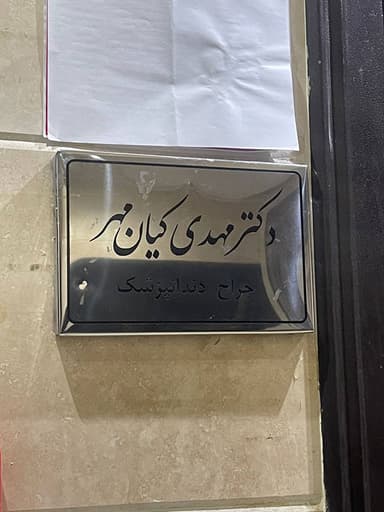 دکتر مهدی کیان مهر
جراح دندانپزشک